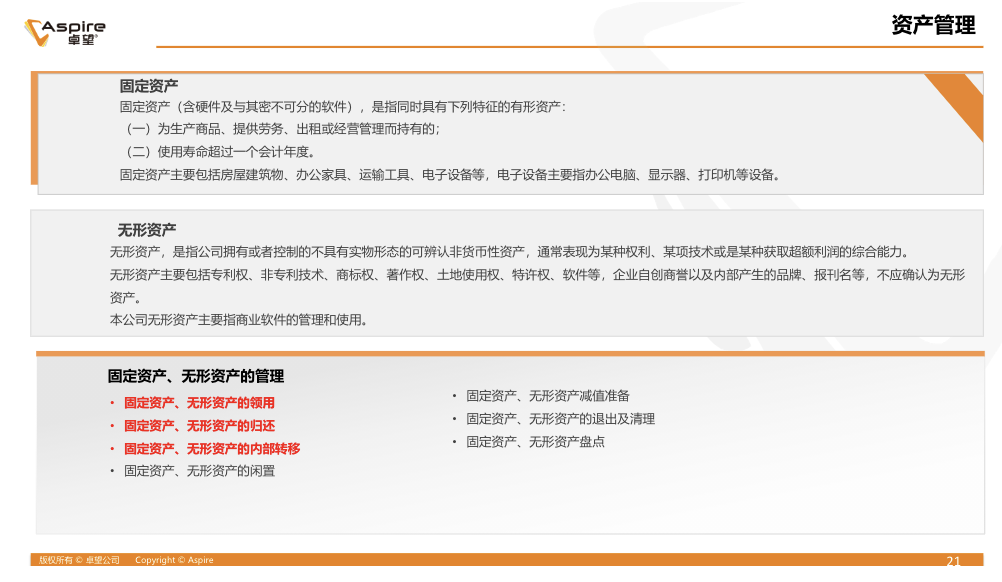 Aspire
卓望
资产管理
固定资产
固定资产（含硬件及与其密不可分的软件），是指同时具有下列特征的有形资产：
（一）为生产商品、提供劳务、出租或经营管理而持有的；
（二）使用寿命超过一个会计年度。
固定资产主要包括房屋建筑物、办公家具、运输工具、电子设备等，电子设备主要指办公电脑、显示器、打印机等设备。
无形资产
无形资产，是指公司拥有或者控制的不具有实物形态的可辨认非货币性资产，通常表现为某种权利、某项技术或是某种获取超额利润的综合能力。
无形资产主要包括专利权、非专利技术、商标权、著作权、土地使用权、特许权、软件等，企业自创商誉以及内部产生的品牌、报刊名等，不应确认为无形
资产。
本公司无形资产主要指商业软件的管理和使用。
固定资产、无形资产的管理
• 固定资产、无形资产的领用
• 固定资产、无形资产的归还
• 固定资产、无形资产的内部转移
• 固定资产、无形资产的闲置
• 固定资产、无形资产减值准备
• 固定资产、无形资产的退出及清理
• 固定资产、无形资产盘点
版权所有 © 卓望公司 Copyright © Aspire
21